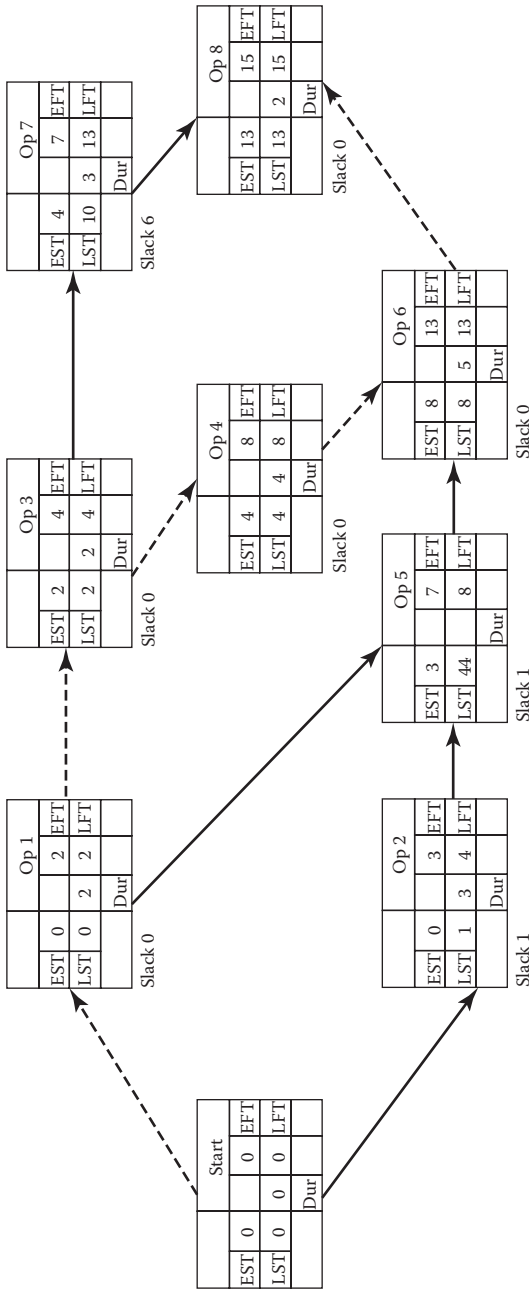 Op 1
EST 0 2 EFT
LST 0 2 2 LFT
Dur
Slack 0
Op 3
EST 2 4 EFT
LST 2 2 4 LFT
Dur
Slack 0
Op 7
EST 4 7 EFT
LST 10 3 13 LFT
Dur
Slack 6
Start
EST 0 0 EFT
LST 0 0 0 LFT
Dur
Op 4
EST 4 8 EFT
LST 4 4 8 LFT
Dur
Slack 0
Op 8
EST 13 15 EFT
LST 13 2 15 LFT
Dur
Slack 0
Op 2
EST 0 3 EFT
LST 1 3 4 LFT
Dur
Slack 1
Op 5
EST 3 7 EFT
LST 44 8 LFT
Dur
Slack 1
Op 6
EST 8 13 EFT
LST 8 5 13 LFT
Dur
Slack 0